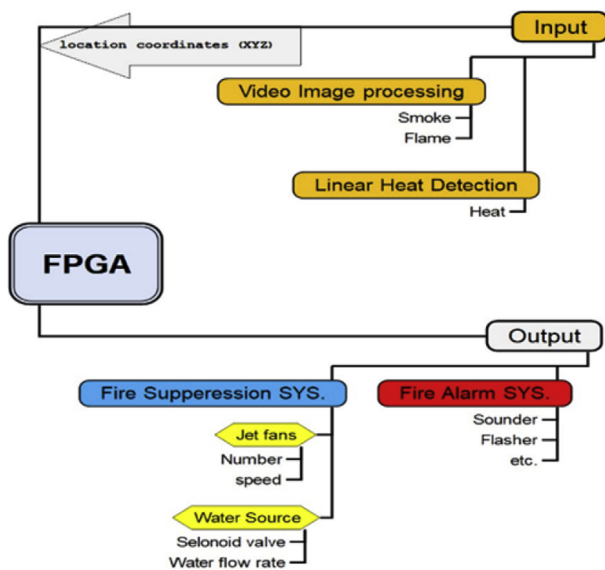 Input
location coordinates (XYZ)
Video Image processing
Smoke
Flame
Linear Heat Detection
Heat
FPGA
Output
Fire Supperession SYS.
Fire Alarm SYS.
Jet fans
Number
speed
Sounder
Flasher
etc.
Water Source
Selonoid valve
Water flow rate